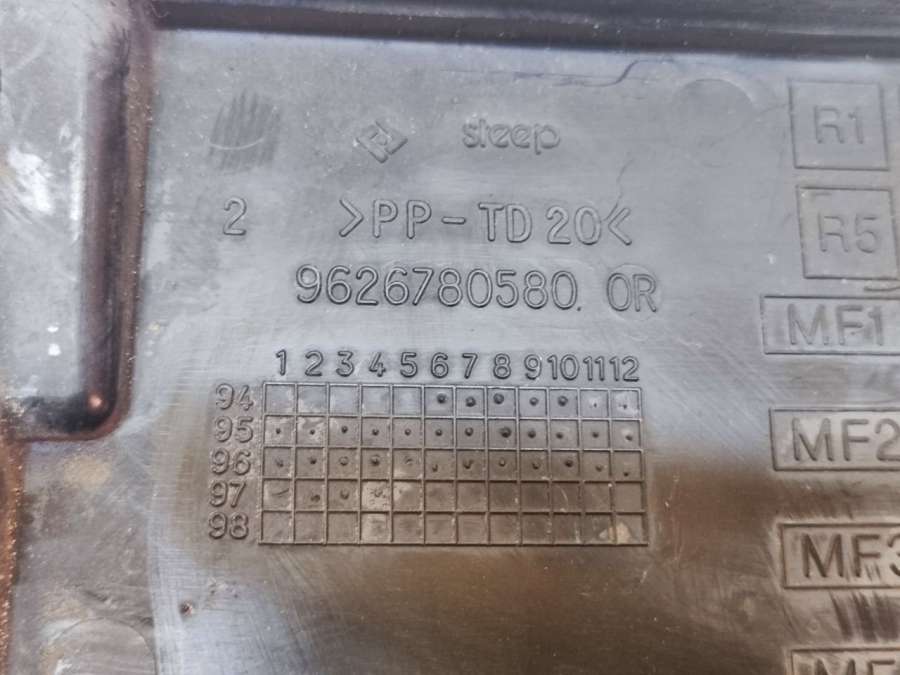 steep
R1
2 >PP-TD 20<
R5
9626780580. 0R
MF1
1 2 3 4 5 6 7 8 9 10 11 12
94
95
MF2
96
97
98
MF3